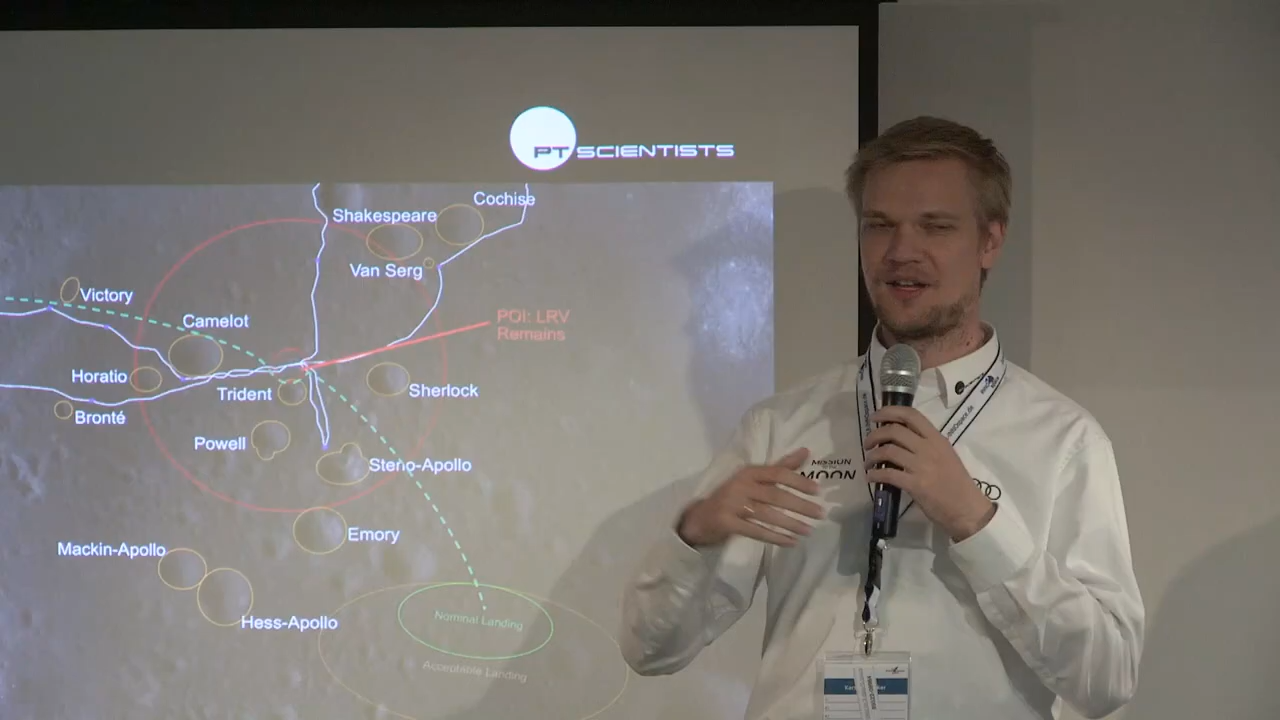 PT SCIENTISTS
Cochise
Shakespeare
Van Serg
Victory
Camelot
POI: LRV
Remains
Horatio
Trident
Sherlock
Bronté
Powell
Steno-Apollo
Emory
Mackin-Apollo
Hess-Apollo
Nominal Landing
Acceptable Landing
MISSION
MOON